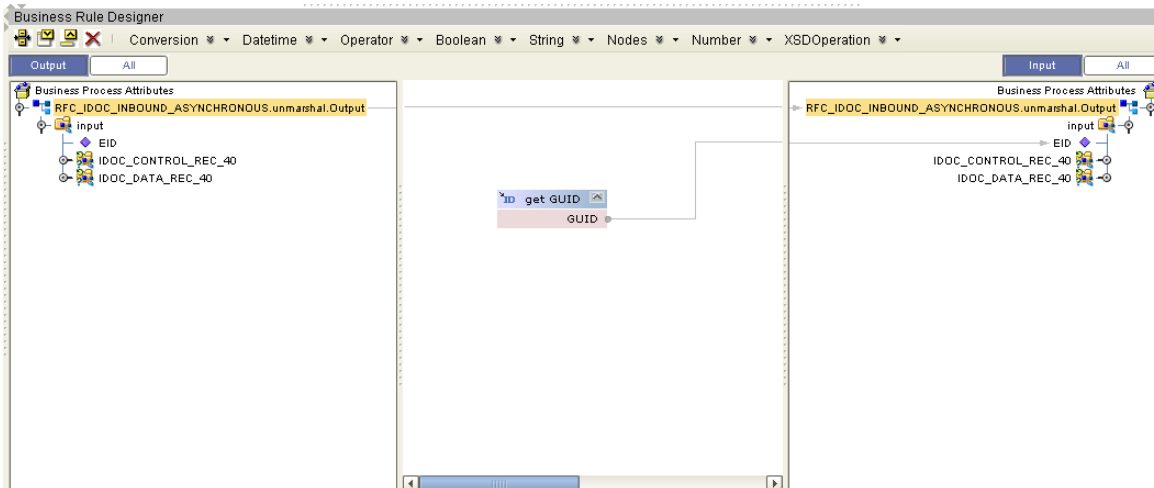 Business Rule Designer
Conversion Datetime Operator Boolean String Nodes Number XSDOperation
Output All Input All
Business Process Attributes Business Process Attributes
RFC_IDOC_INBOUND_ASYNCHRONOUS.unmarshal.Output RFC_IDOC_INBOUND_ASYNCHRONOUS.unmarshal.Output
input input
EID EID
IDOC_CONTROL_REC_40 IDOC_CONTROL_REC_40
IDOC_DATA_REC_40 IDOC_DATA_REC_40
ID get GUID
GUID